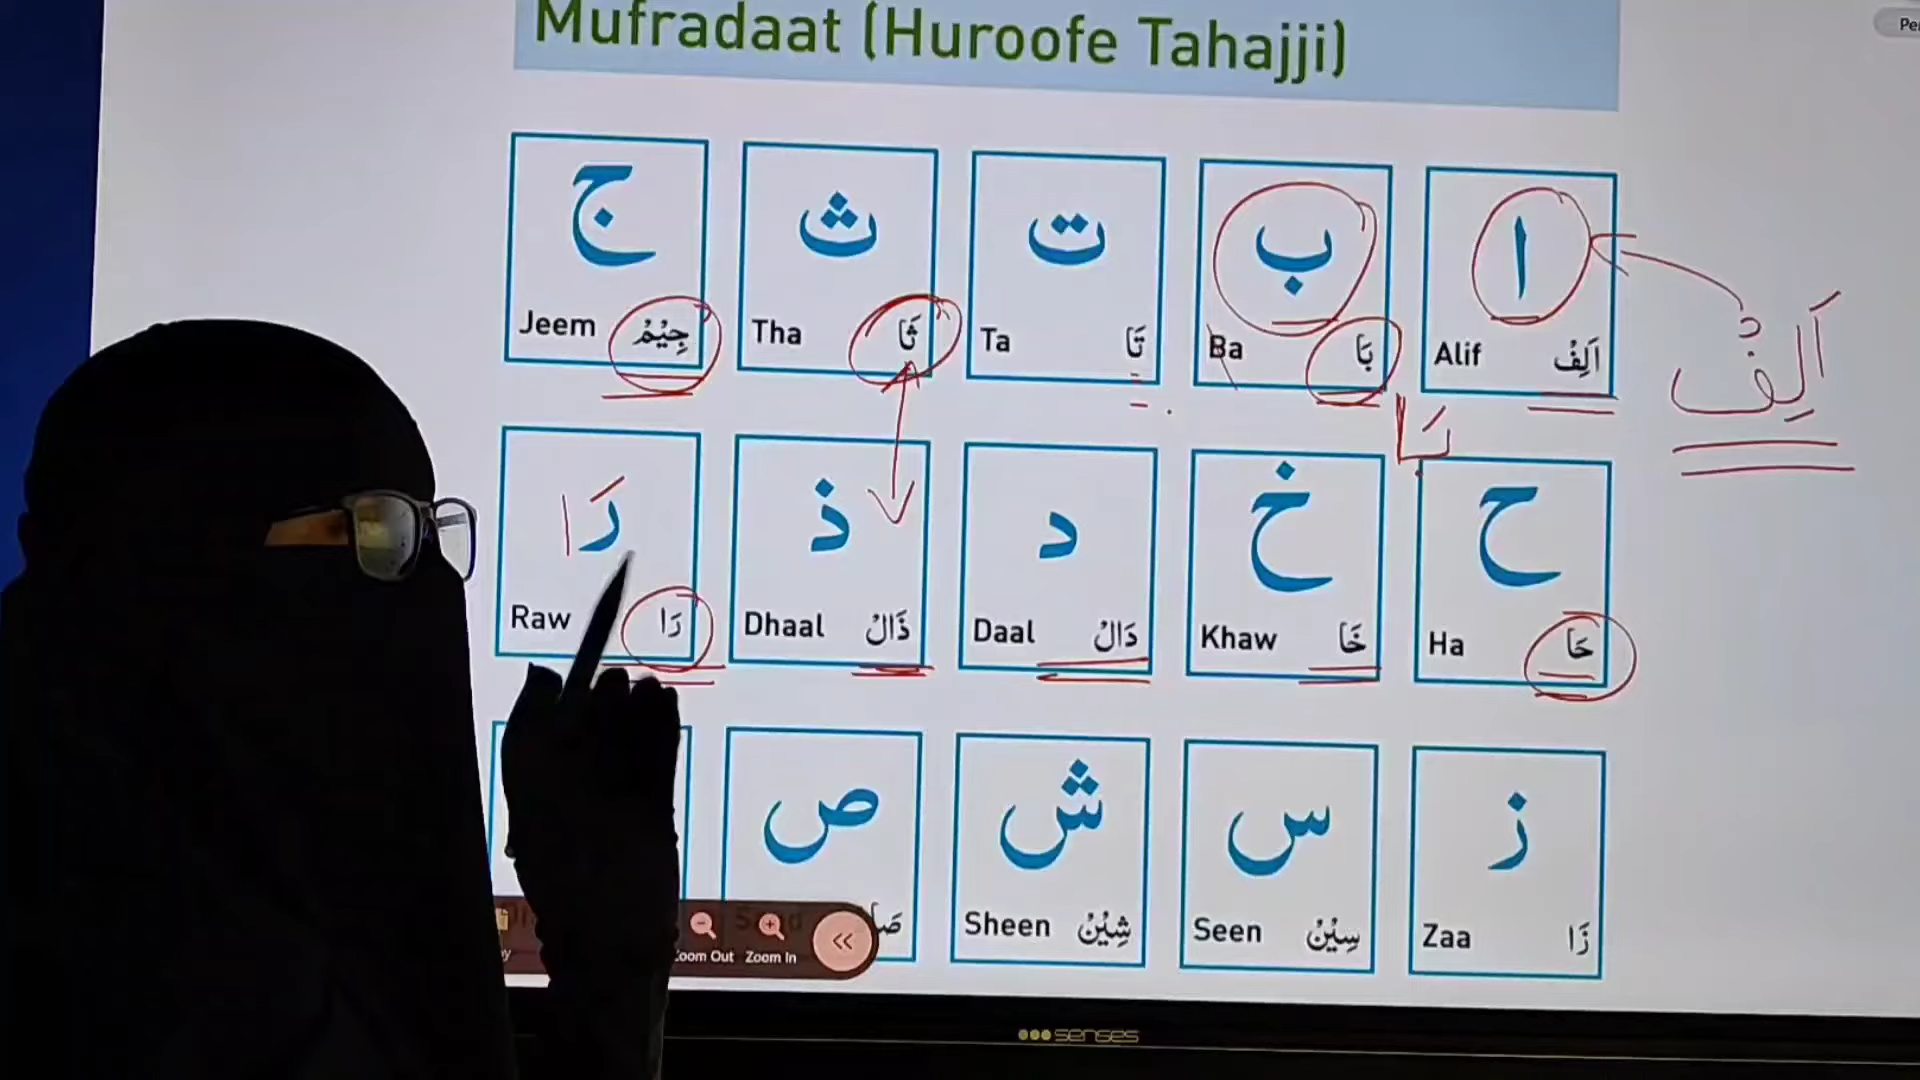 Mufradaat (Huroofe Tahajji)
ا ب ت ث ج
Alif اَلِفْ Ba بَا Ta تَا Tha ثَا Jeem جِيْمْ
اَلِفْ
بَا
ح خ د ذ رَا
Ha حَا Khaw خَا Daal دَالْ Dhaal ذَالْ Raw رَا
ز س ش ص
Zaa زَا Seen سِيْنْ Sheen شِيْنْ
Zoom Out Zoom In
senses